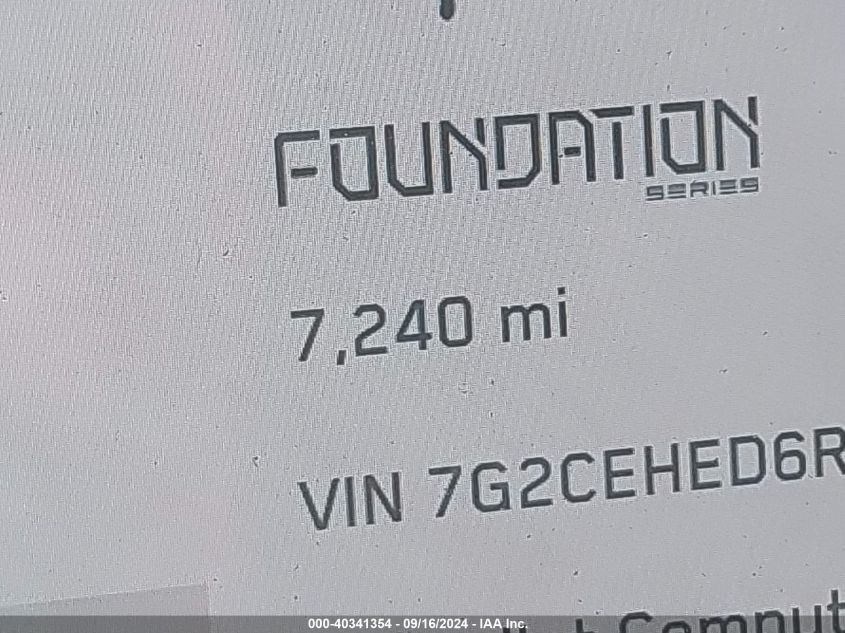 FOUNDATION
SERIES
7,240 mi
VIN 7G2CEHED6R
000-40341354 - 09/16/2024 - IAA Inc.